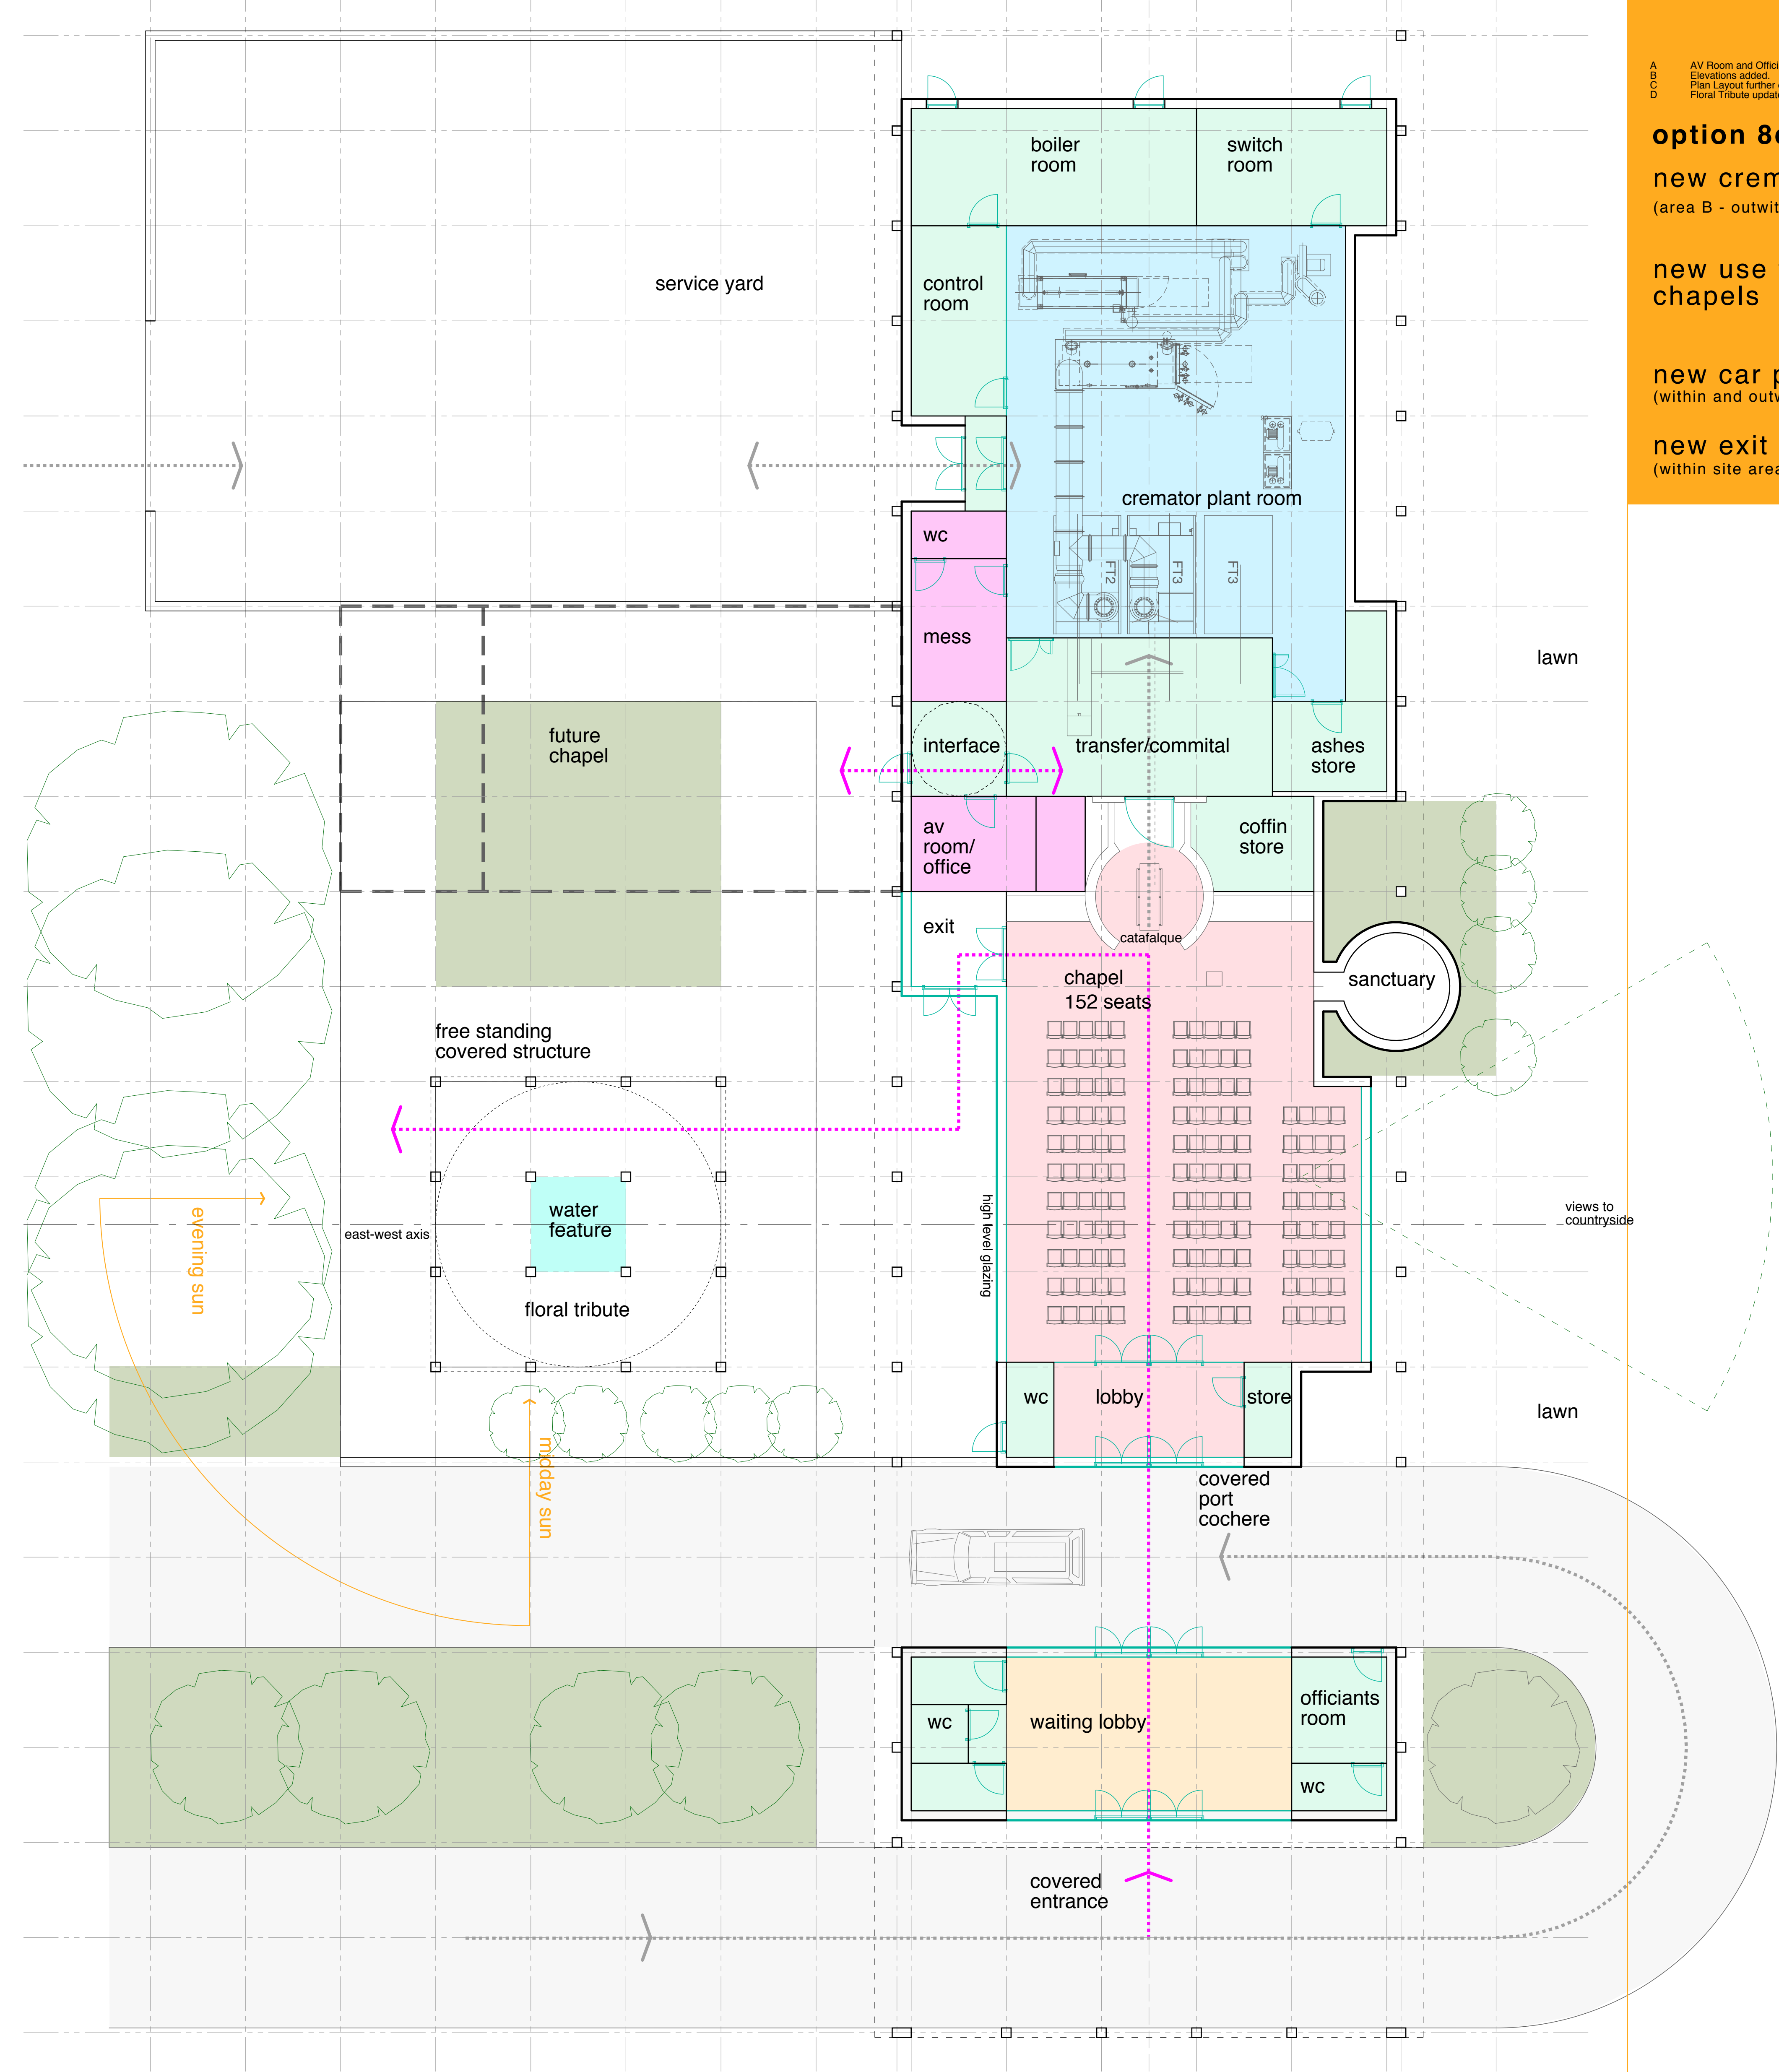 A AV Room and Offici
B Elevations added.
C Plan Layout further
D Floral Tribute updat
option 8
new crem
(area B - outwit
new use
chapels
new car p
(within and outw
new exit
(within site area
boiler
room
switch
room
service yard
control
room
cremator plant room
wc
FT2
FT3
FT3
mess
lawn
future
chapel
interface
transfer/commital
ashes
store
av
room/
office
coffin
store
exit
catafalque
chapel
152 seats
sanctuary
free standing
covered structure
water
feature
high level glazing
views to
countryside
evening sun
east-west axis
floral tribute
wc
lobby
store
lawn
midday sun
covered
port
cochere
officiants
room
wc
waiting lobby
wc
covered
entrance